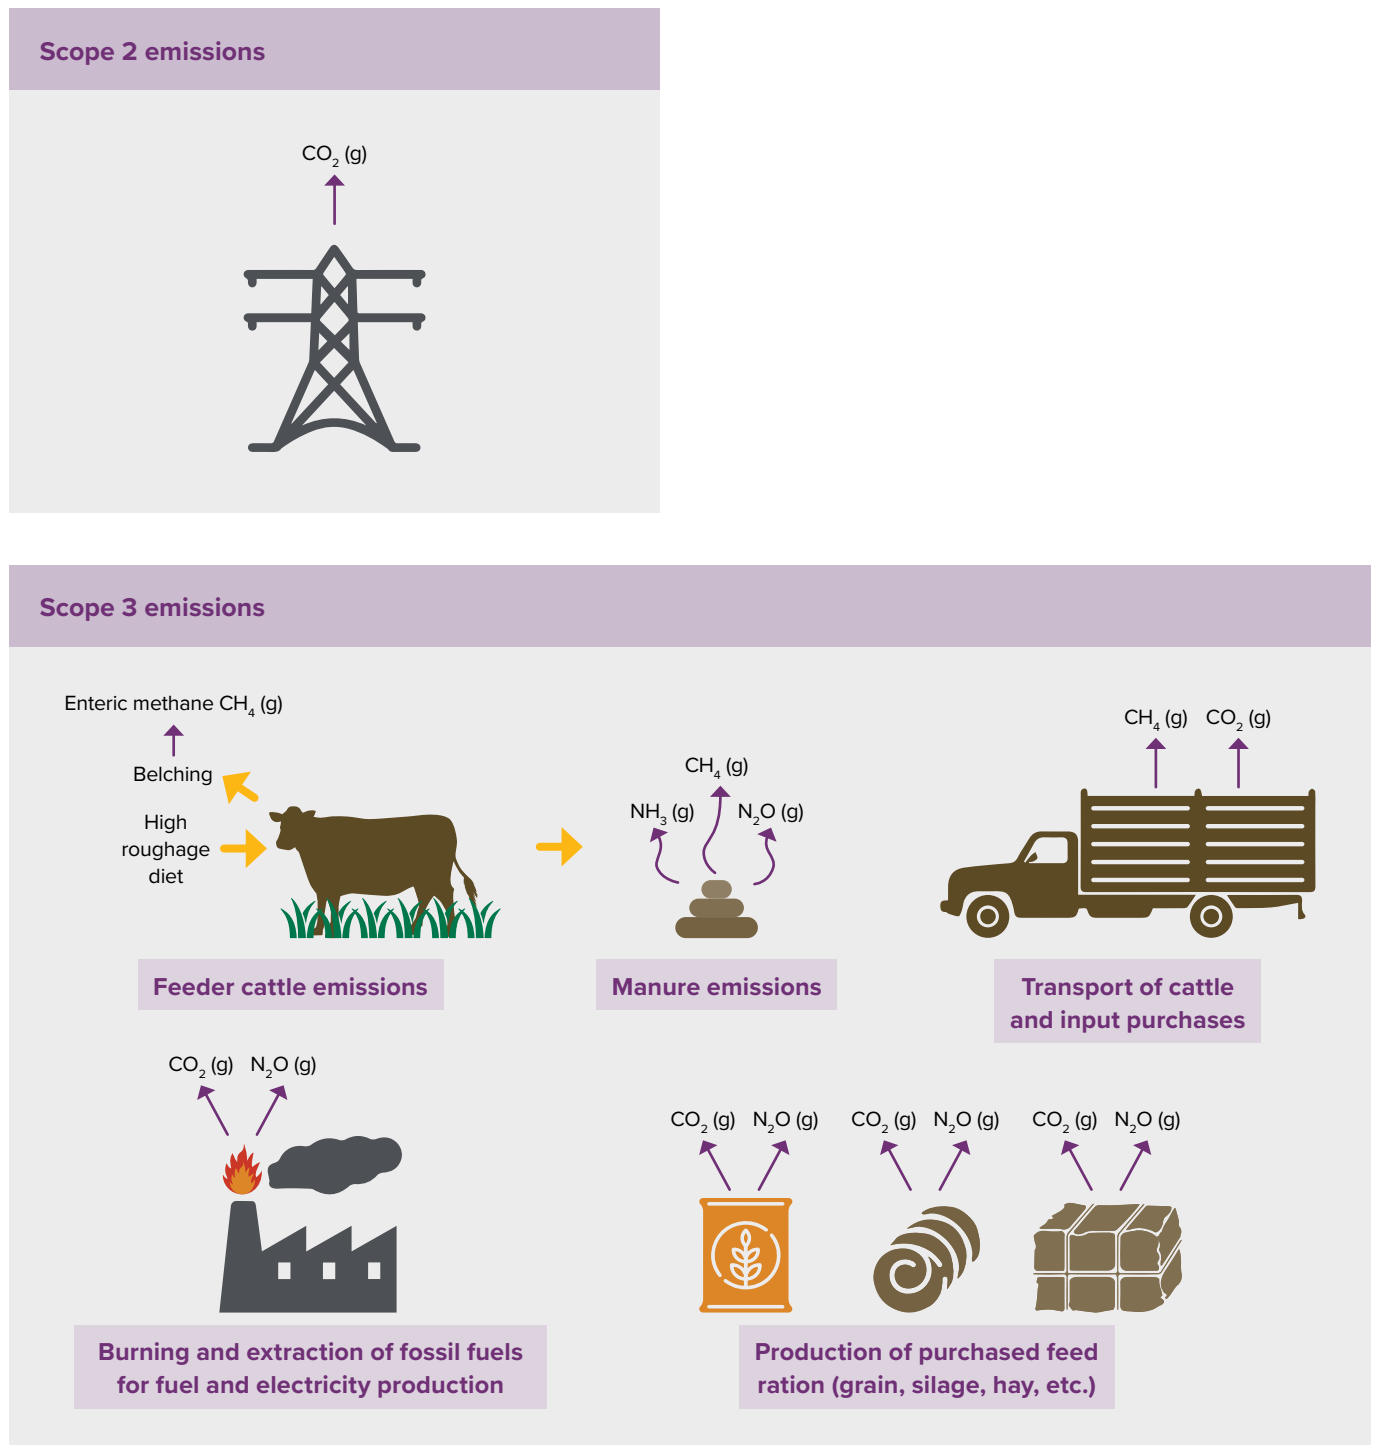 Scope 2 emissions
CO₂ (g)
Scope 3 emissions
Enteric methane CH₄ (g)
Belching
High
roughage
diet
CH₄ (g)
NH₃ (g) N₂O (g)
CH₄ (g) CO₂ (g)
Feeder cattle emissions
Manure emissions
Transport of cattle
and input purchases
CO₂ (g) N₂O (g)
CO₂ (g) N₂O (g) CO₂ (g) N₂O (g) CO₂ (g) N₂O (g)
Burning and extraction of fossil fuels
for fuel and electricity production
Production of purchased feed
ration (grain, silage, hay, etc.)